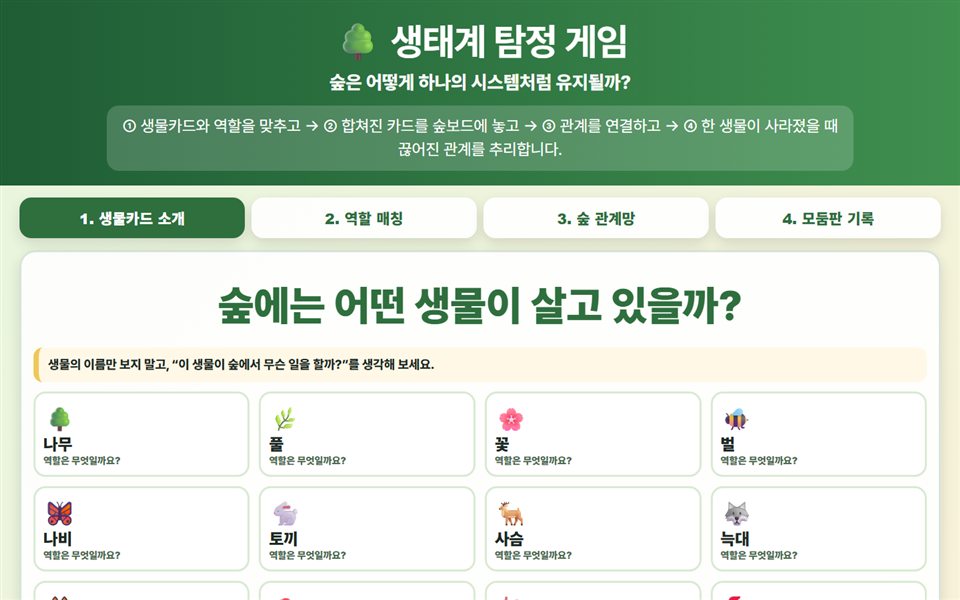 생태계 탐정 게임
숲은 어떻게 하나의 시스템처럼 유지될까?
① 생물카드와 역할을 맞추고 → ② 합쳐진 카드를 숲보드에 놓고 → ③ 관계를 연결하고 → ④ 한 생물이 사라졌을 때
끊어진 관계를 추리합니다.
1. 생물카드 소개
2. 역할 매칭
3. 숲 관계망
4. 모둠판 기록
숲에는 어떤 생물이 살고 있을까?
생물의 이름만 보지 말고, “이 생물이 숲에서 무슨 일을 할까?”를 생각해 보세요.
나무
역할은 무엇일까요?
풀
역할은 무엇일까요?
꽃
역할은 무엇일까요?
벌
역할은 무엇일까요?
나비
역할은 무엇일까요?
토끼
역할은 무엇일까요?
사슴
역할은 무엇일까요?
늑대
역할은 무엇일까요?